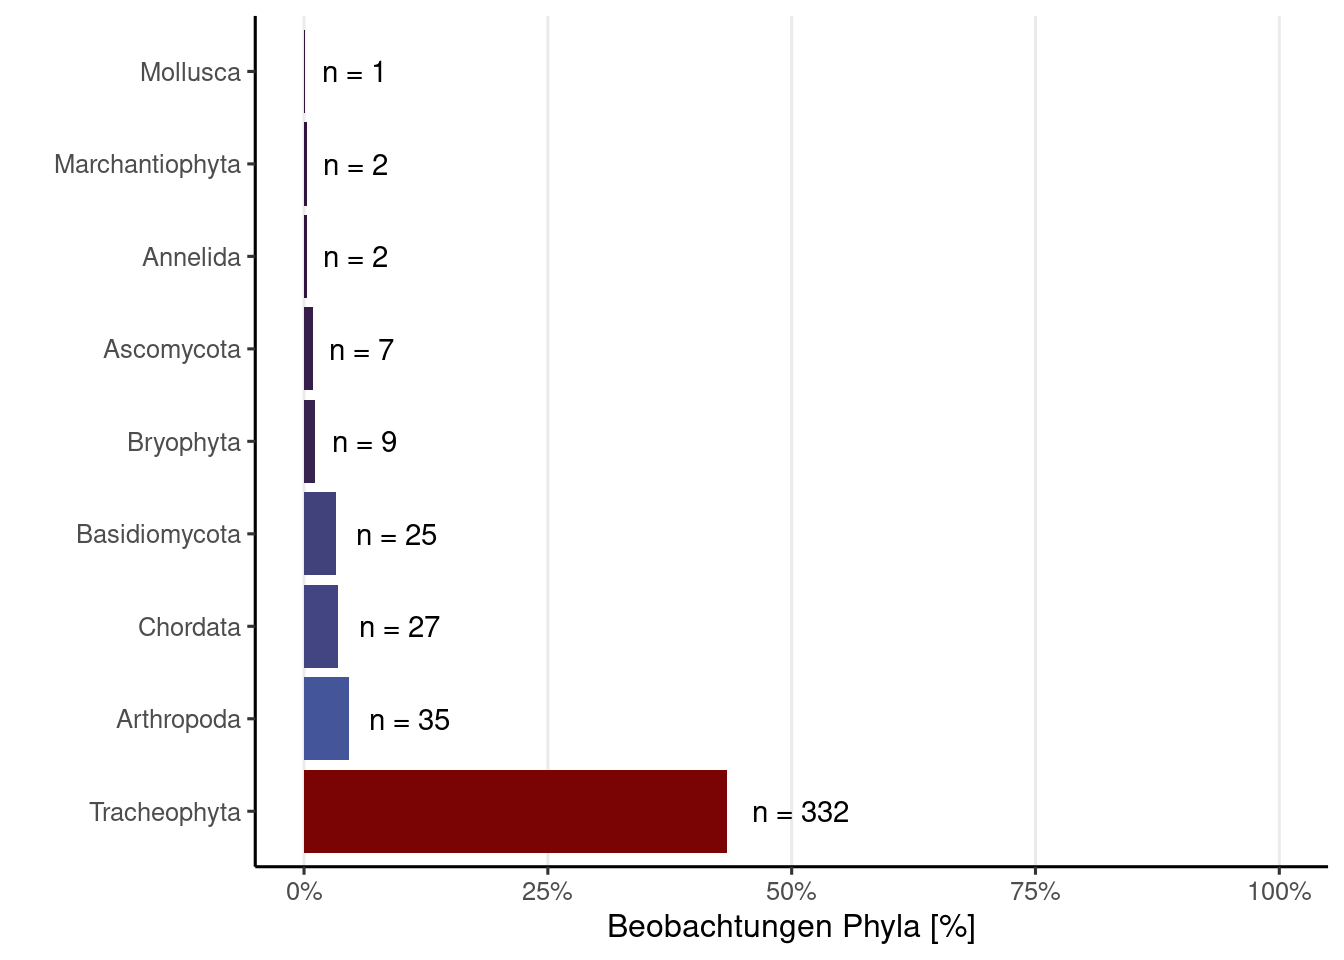 Mollusca
n = 1
Marchantiophyta
n = 2
Annelida
n = 2
Ascomycota
n = 7
Bryophyta
n = 9
Basidiomycota
n = 25
Chordata
n = 27
Arthropoda
n = 35
Tracheophyta
n = 332
0% 25% 50% 75% 100%
Beobachtungen Phyla [%]